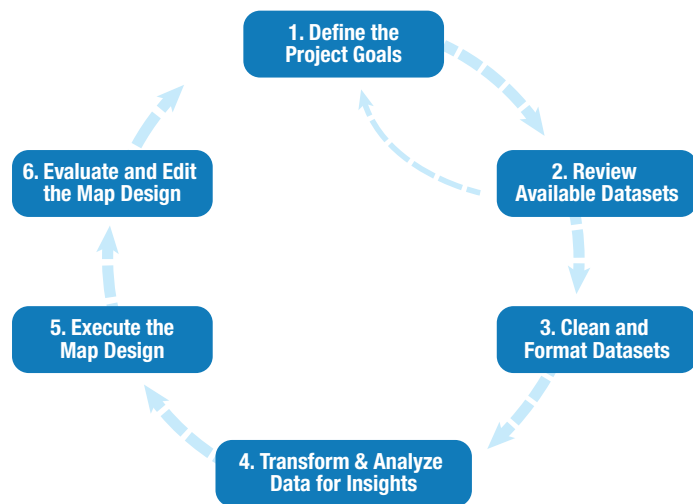 1. Define the
Project Goals
2. Review
Available Datasets
3. Clean and
Format Datasets
4. Transform & Analyze
Data for Insights
5. Execute the
Map Design
6. Evaluate and Edit
the Map Design